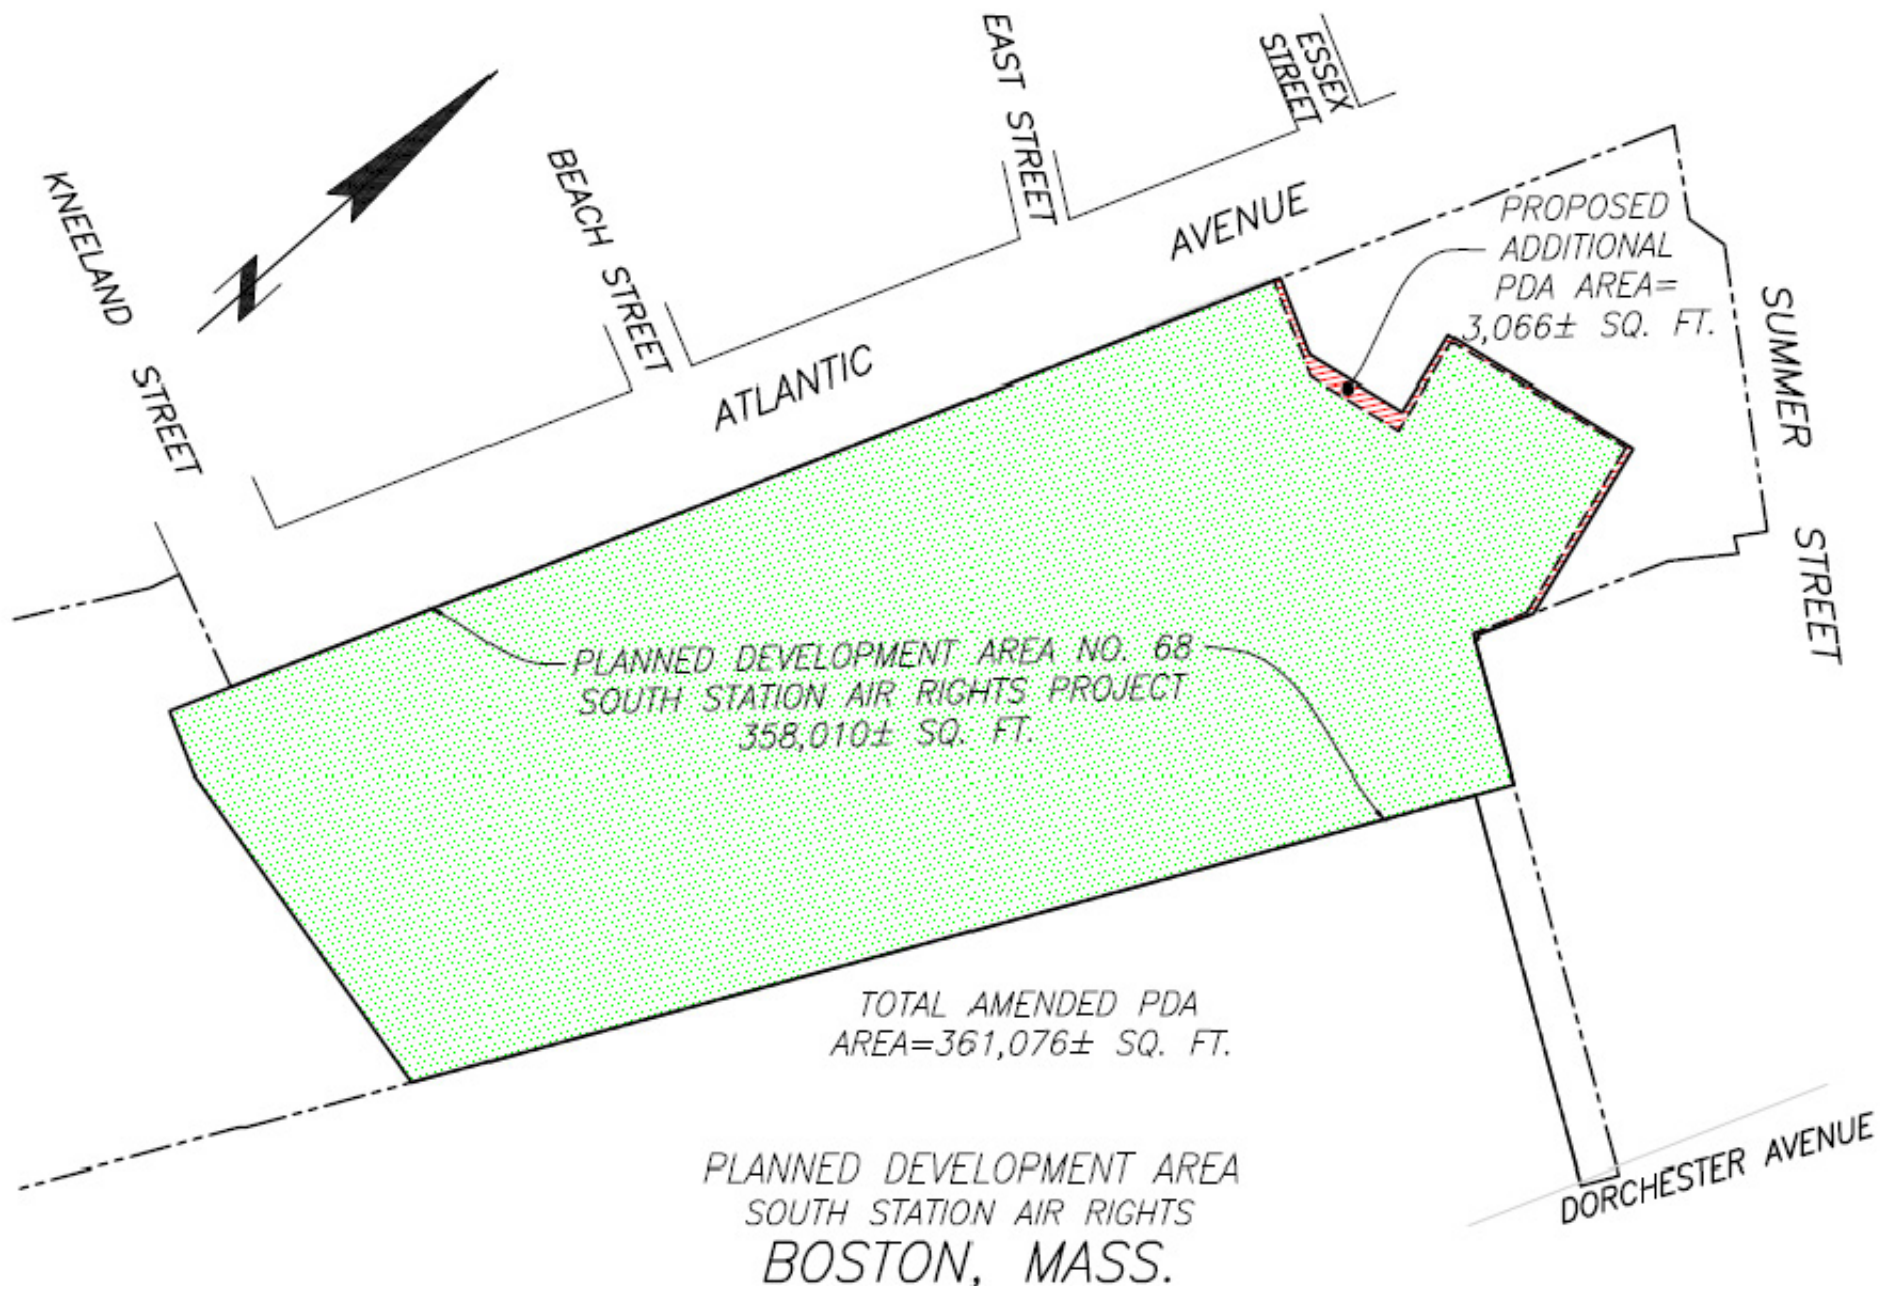 KNEELAND STREET
BEACH STREET
EAST STREET
ESSEX
STREET
ATLANTIC AVENUE
PROPOSED
ADDITIONAL
PDA AREA=
3,066± SQ. FT.
SUMMER STREET
N
PLANNED DEVELOPMENT AREA NO. 68
SOUTH STATION AIR RIGHTS PROJECT
358,010± SQ. FT.
TOTAL AMENDED PDA
AREA=361,076± SQ. FT.
DORCHESTER AVENUE
PLANNED DEVELOPMENT AREA
SOUTH STATION AIR RIGHTS
BOSTON, MASS.